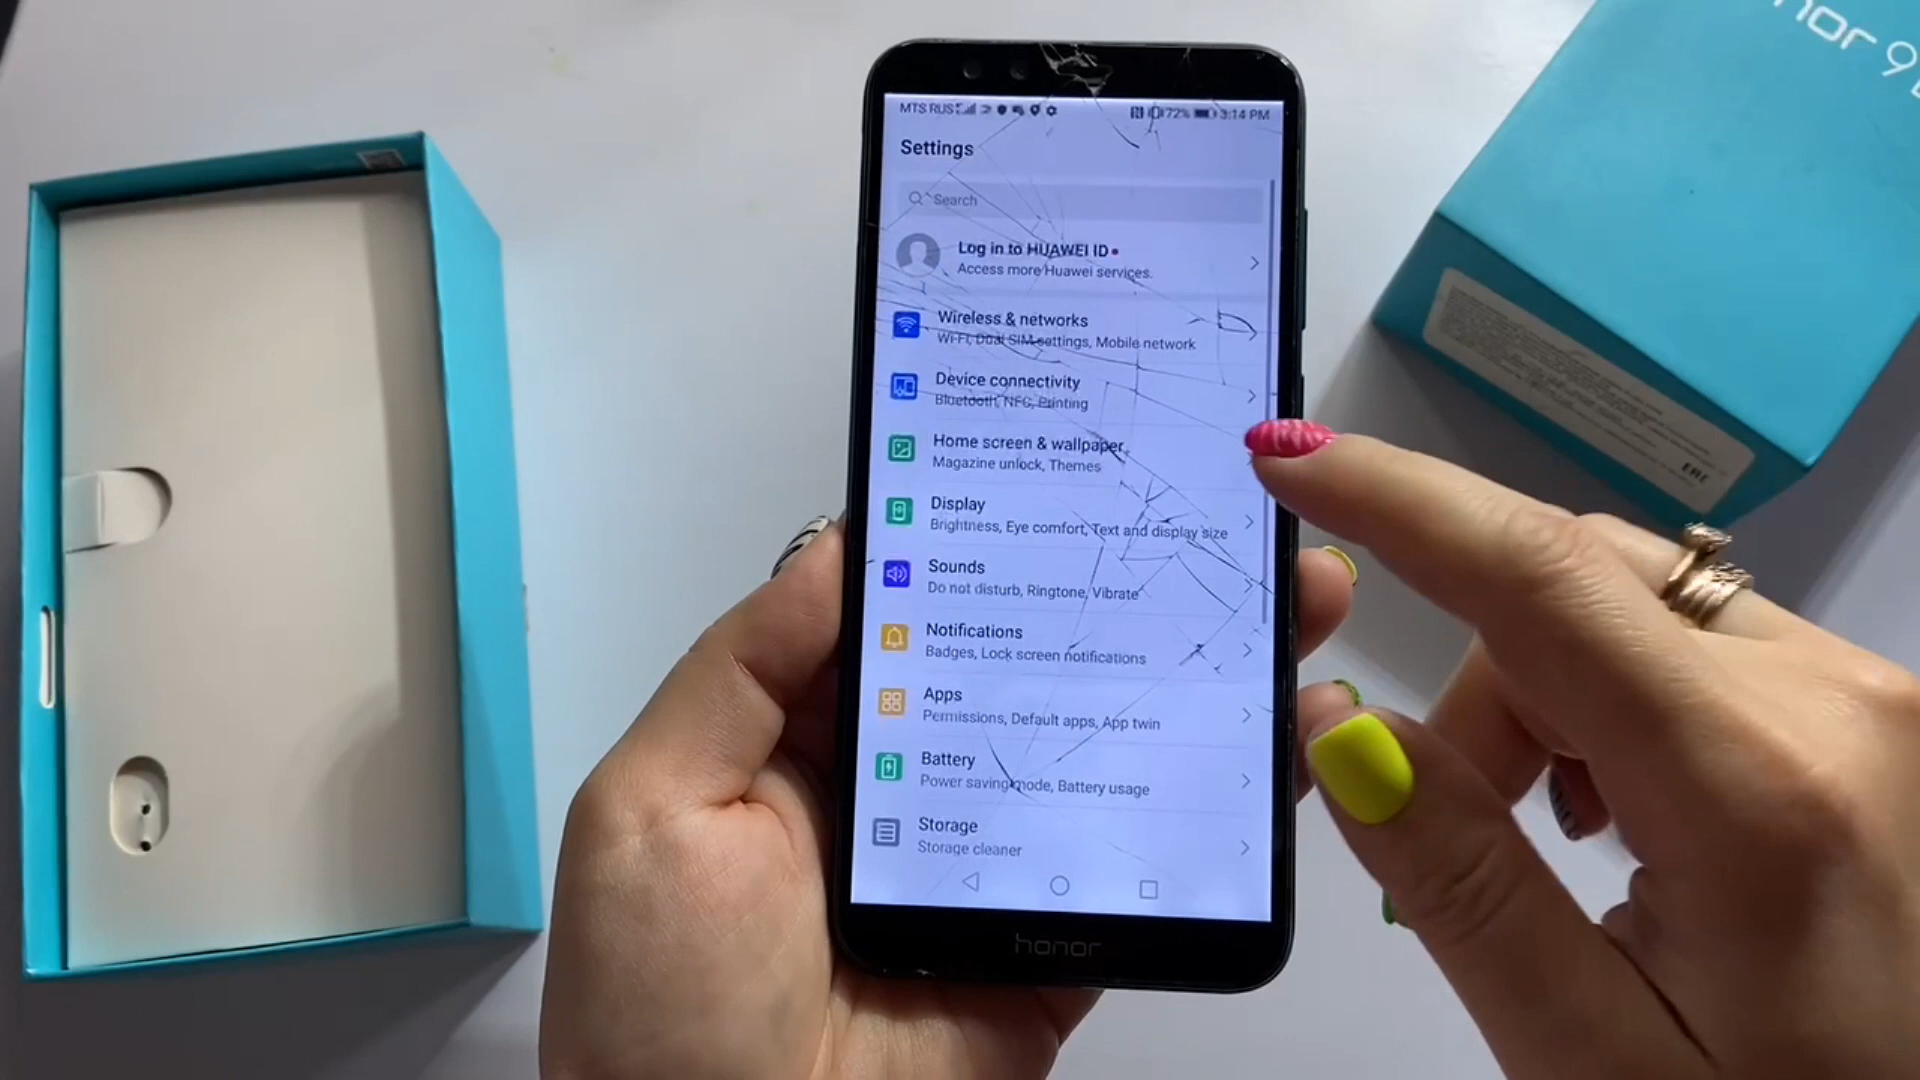 honor 9
MTS RUS 72% 3:14 PM
Settings
Search
Log in to HUAWEI ID
Access more Huawei services.
Wireless & networks
Wi-Fi, Dual SIM settings, Mobile network
Device connectivity
Bluetooth, NFC, Printing
Home screen & wallpaper
Magazine unlock, Themes
Display
Brightness, Eye comfort, Text and display size
Sounds
Do not disturb, Ringtone, Vibrate
Notifications
Badges, Lock screen notifications
Apps
Permissions, Default apps, App twin
Battery
Power saving mode, Battery usage
Storage
Storage cleaner
honor
EAC